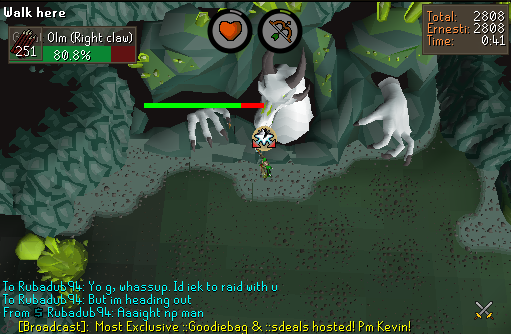 Walk here
Olm (Right claw)
251
80.8%
Total: 2808
Ernesti: 2808
Time: 0:41
To Rubadub94: Yo g, whassup. Id iek to raid with u
To Rubadub94: But im heading out
From S Rubadub94: Aaaight np man
[Broadcast]: Most Exclusive ::Goodiebag & ::sdeals hosted! Pm Kevin!